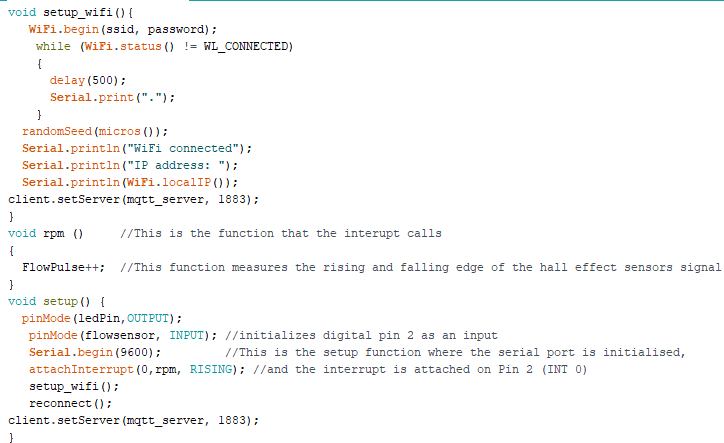 void setup_wifi(){
WiFi.begin(ssid, password);
while (WiFi.status() != WL_CONNECTED)
{
delay(500);
Serial.print(".");
}
randomSeed(micros());
Serial.println("WiFi connected");
Serial.println("IP address: ");
Serial.println(WiFi.localIP());
client.setServer(mqtt_server, 1883);
}
void rpm ()     //This is the function that the interupt calls
{
FlowPulse++;  //This function measures the rising and falling edge of the hall effect sensors signal
}
void setup() {
pinMode(ledPin,OUTPUT);
pinMode(flowsensor, INPUT); //initializes digital pin 2 as an input
Serial.begin(9600);         //This is the setup function where the serial port is initialised,
attachInterrupt(0,rpm, RISING); //and the interrupt is attached on Pin 2 (INT 0)
setup_wifi();
reconnect();
client.setServer(mqtt_server, 1883);
}